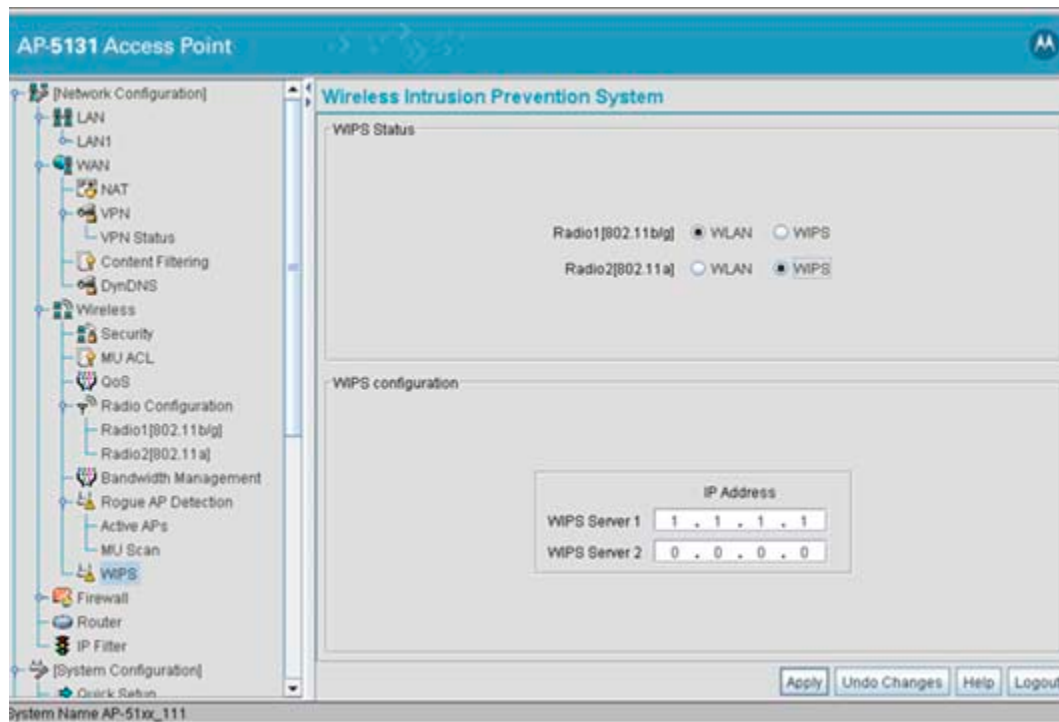 AP-5131 Access Point
[Network Configuration]
LAN
LAN1
WAN
NAT
VPN
VPN Status
Content Filtering
DynDNS
Wireless
Security
MU ACL
QoS
Radio Configuration
Radio1[802.11b/g]
Radio2[802.11a]
Bandwidth Management
Rogue AP Detection
Active APs
MU Scan
WIPS
Firewall
Router
IP Filter
[System Configuration]
Quick Setup
Wireless Intrusion Prevention System
WIPS Status
Radio1[802.11b/g] WLAN WIPS
Radio2[802.11a] WLAN WIPS
WIPS configuration
IP Address
WIPS Server 1 1 . 1 . 1 . 1
WIPS Server 2 0 . 0 . 0 . 0
Apply Undo Changes Help Logout
System Name AP-51xx_111